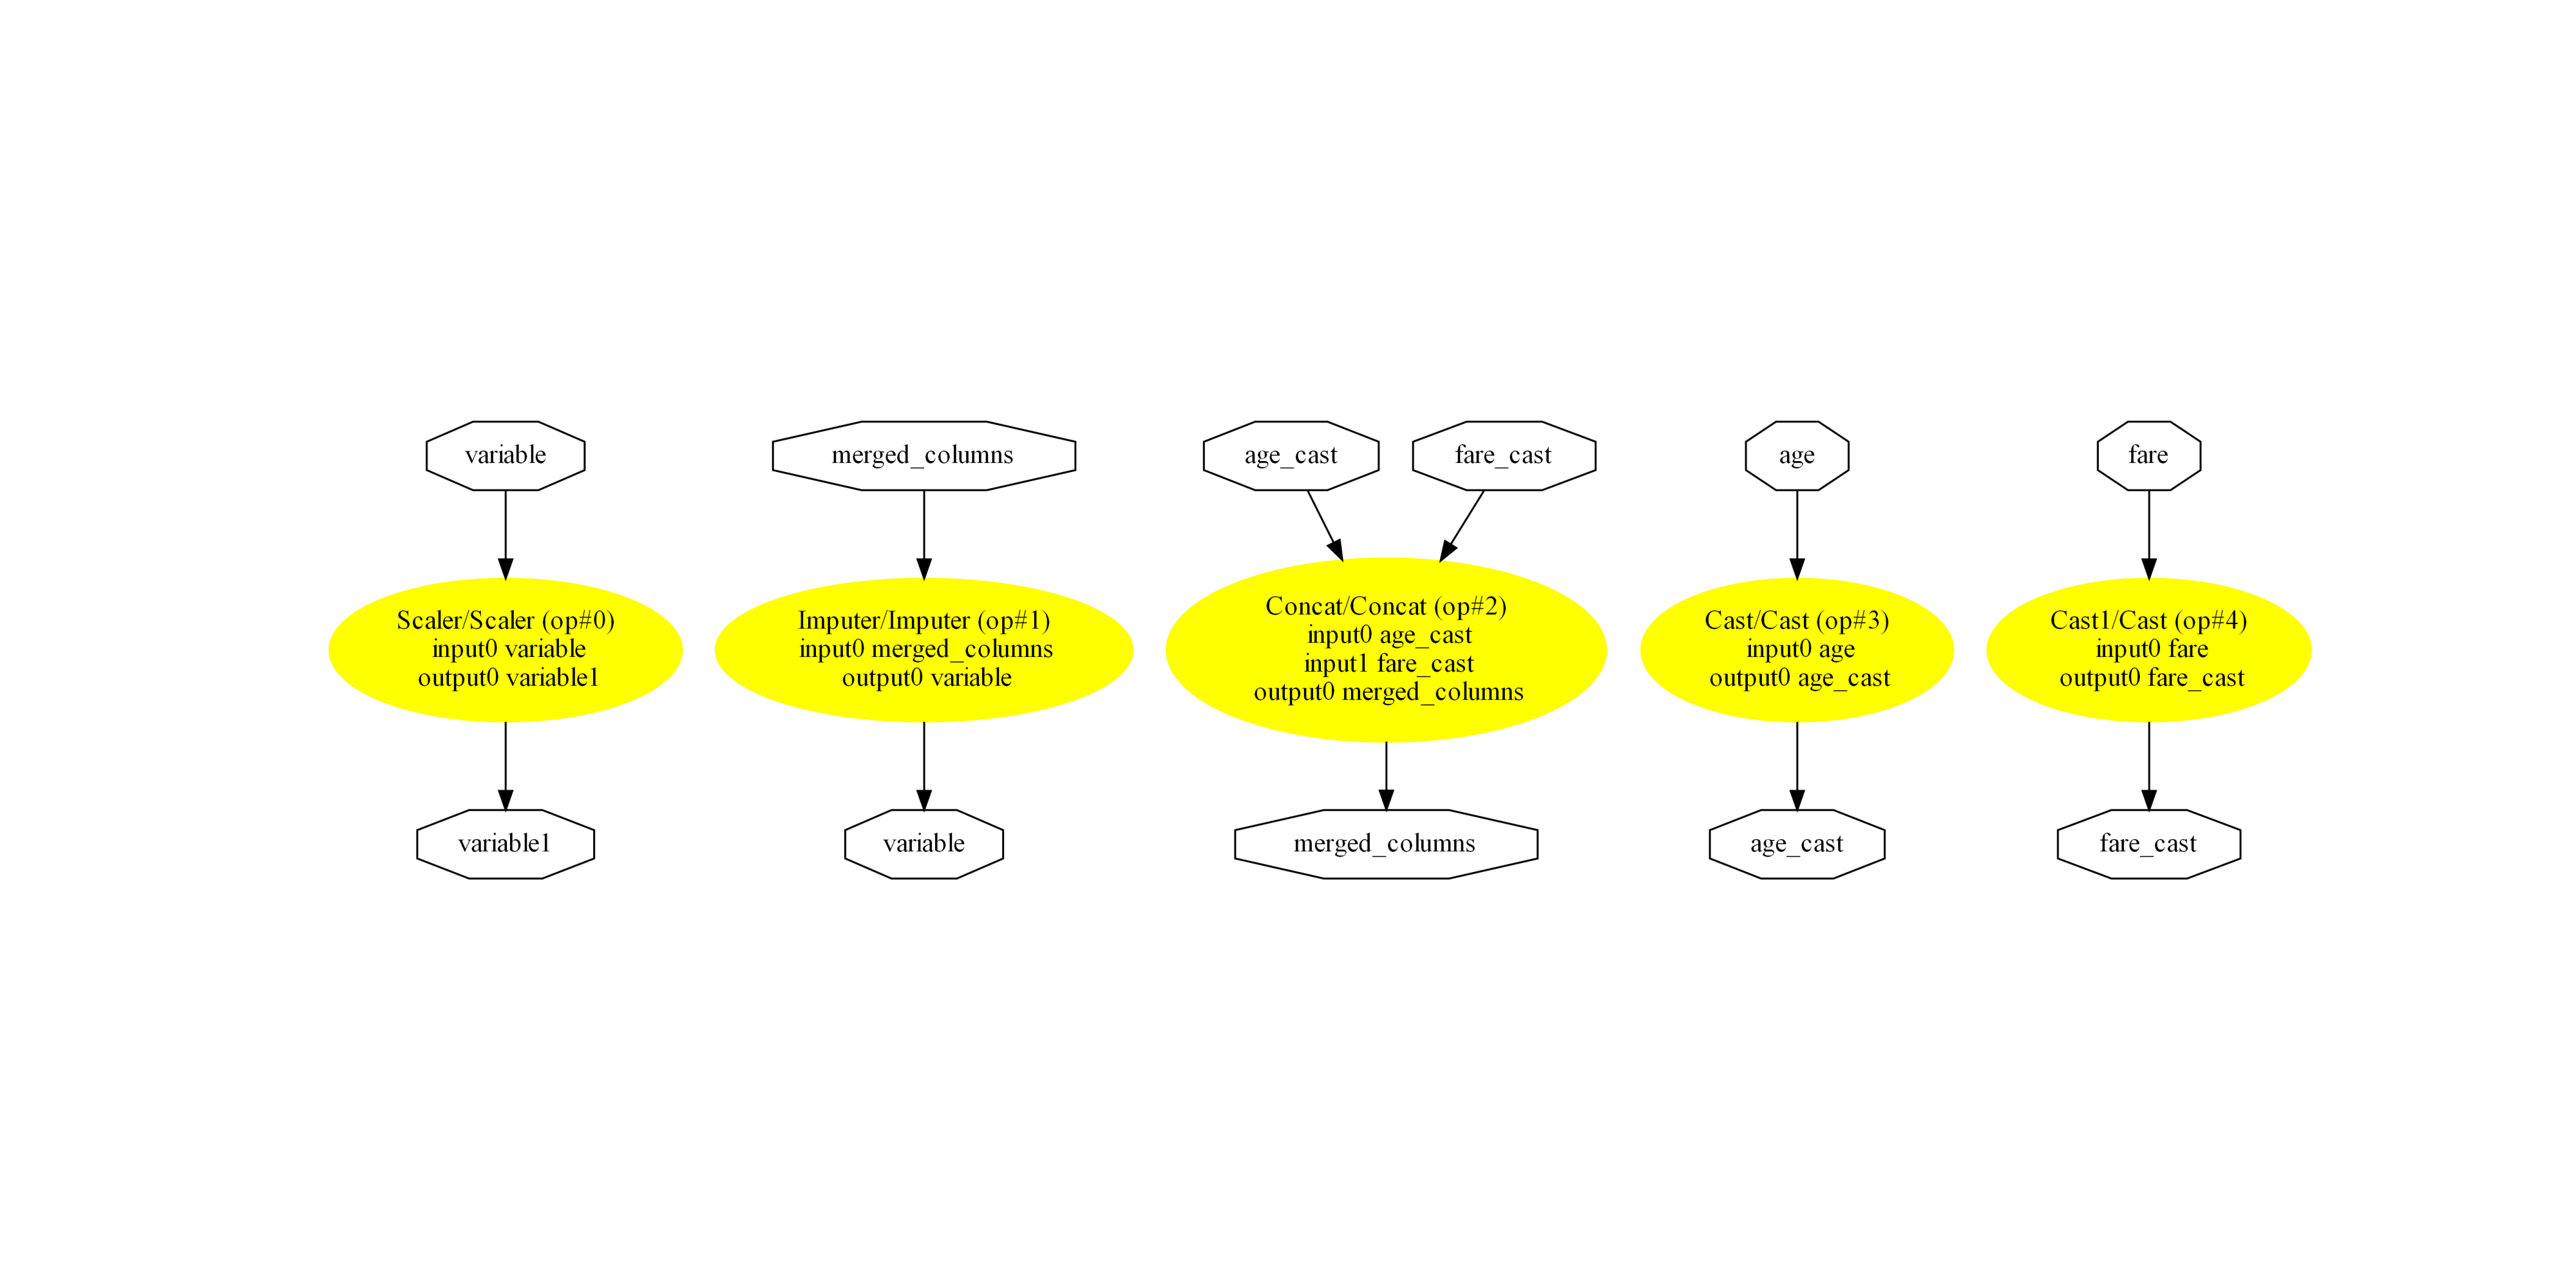 variable
merged_columns
age_cast
fare_cast
age
fare
Scaler/Scaler (op#0)
input0 variable
output0 variable1
Imputer/Imputer (op#1)
input0 merged_columns
output0 variable
Concat/Concat (op#2)
input0 age_cast
input1 fare_cast
output0 merged_columns
Cast/Cast (op#3)
input0 age
output0 age_cast
Cast1/Cast (op#4)
input0 fare
output0 fare_cast
variable1
variable
merged_columns
age_cast
fare_cast